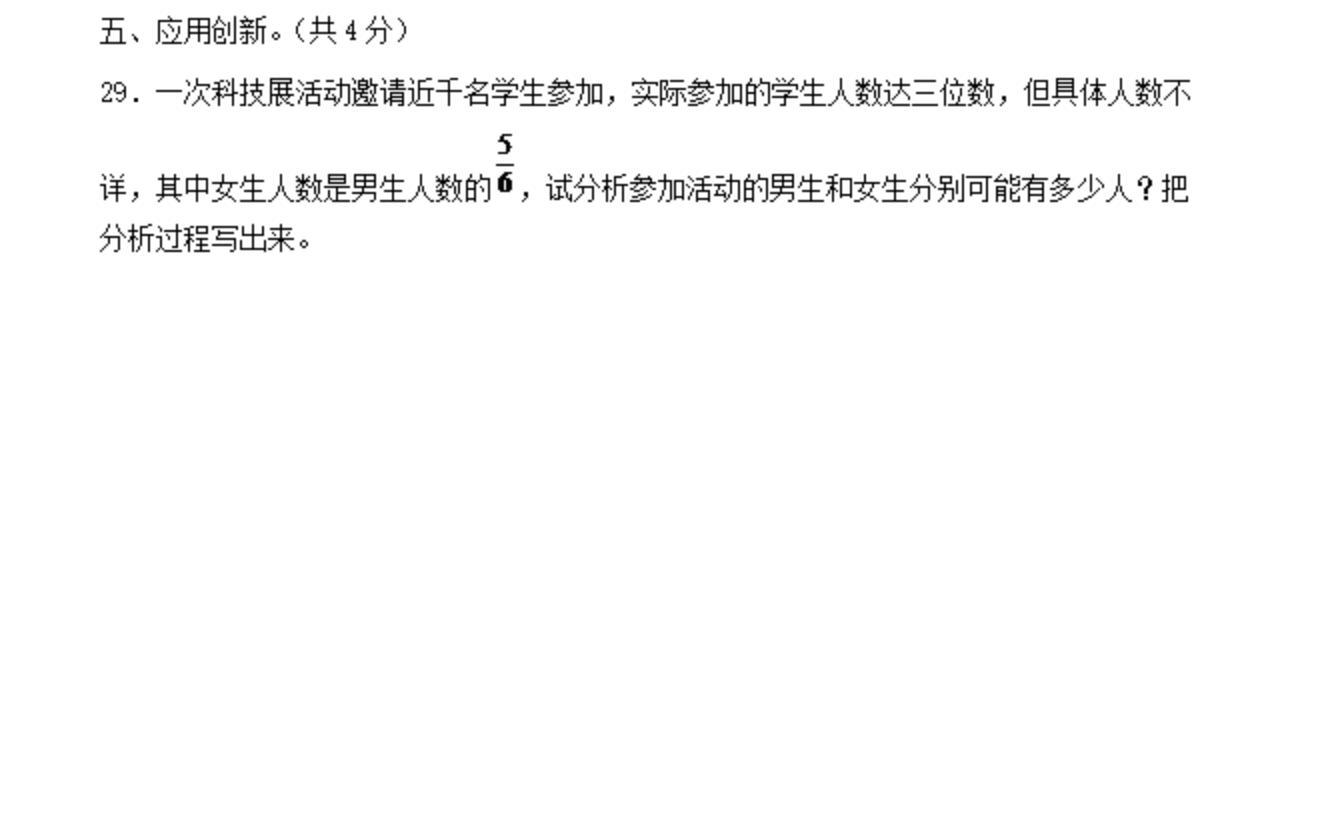 五、应用创新。（共 4 分）
29．一次科技展活动邀请近千名学生参加，实际参加的学生人数达三位数，但具体人数不
详，其中女生人数是男生人数的5/6，试分析参加活动的男生和女生分别可能有多少人？把
分析过程写出来。